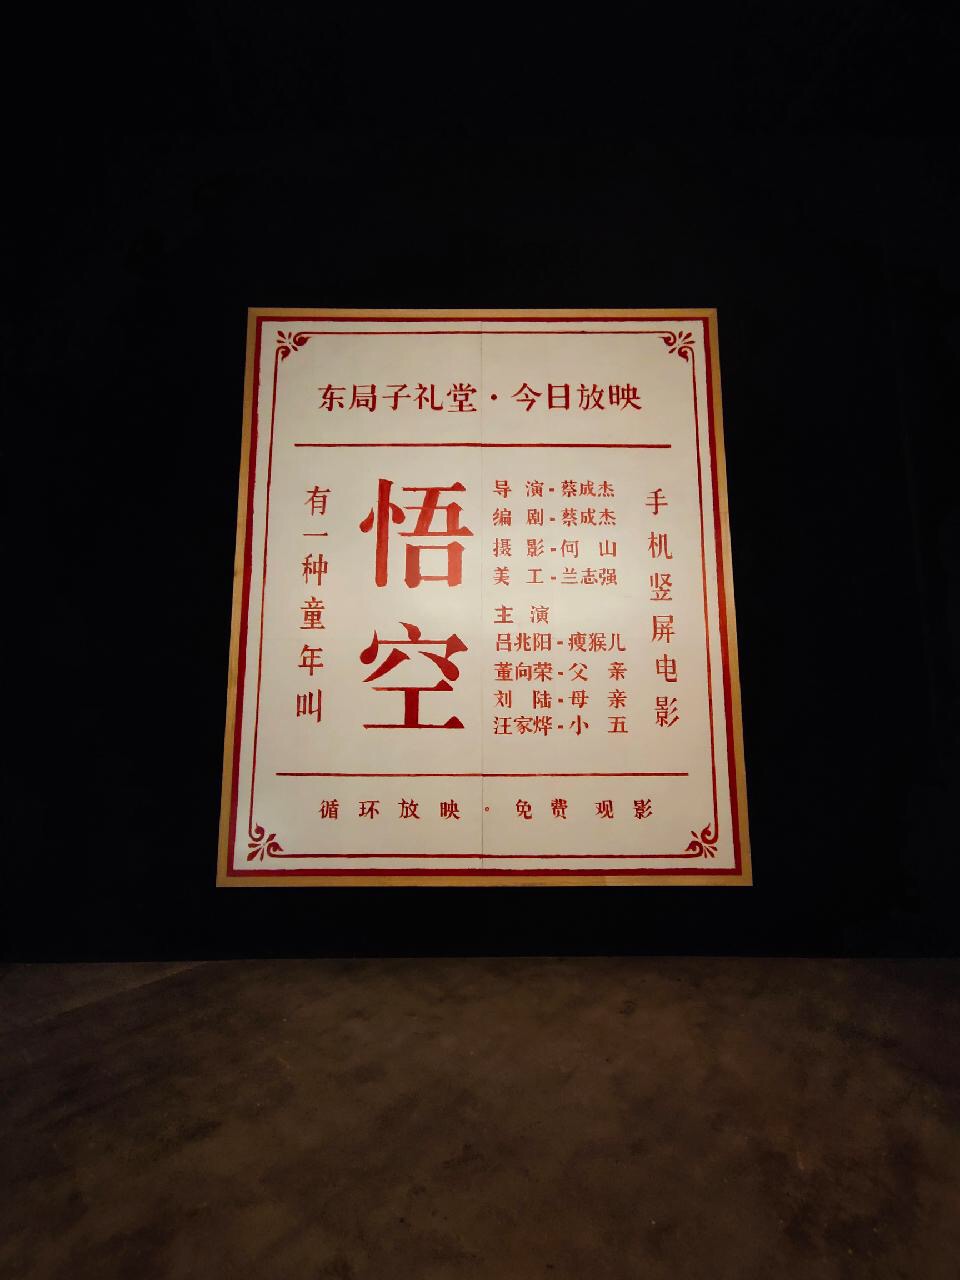 东局子礼堂·今日放映
有一种童年叫
悟空
导 演-蔡成杰
编 剧-蔡成杰
摄 影-何 山
美 工-兰志强
主 演
吕兆阳-瘦猴儿
董向荣-父 亲
刘 陆-母 亲
汪家烨-小 五
手机竖屏电影
循环放映。免费观影